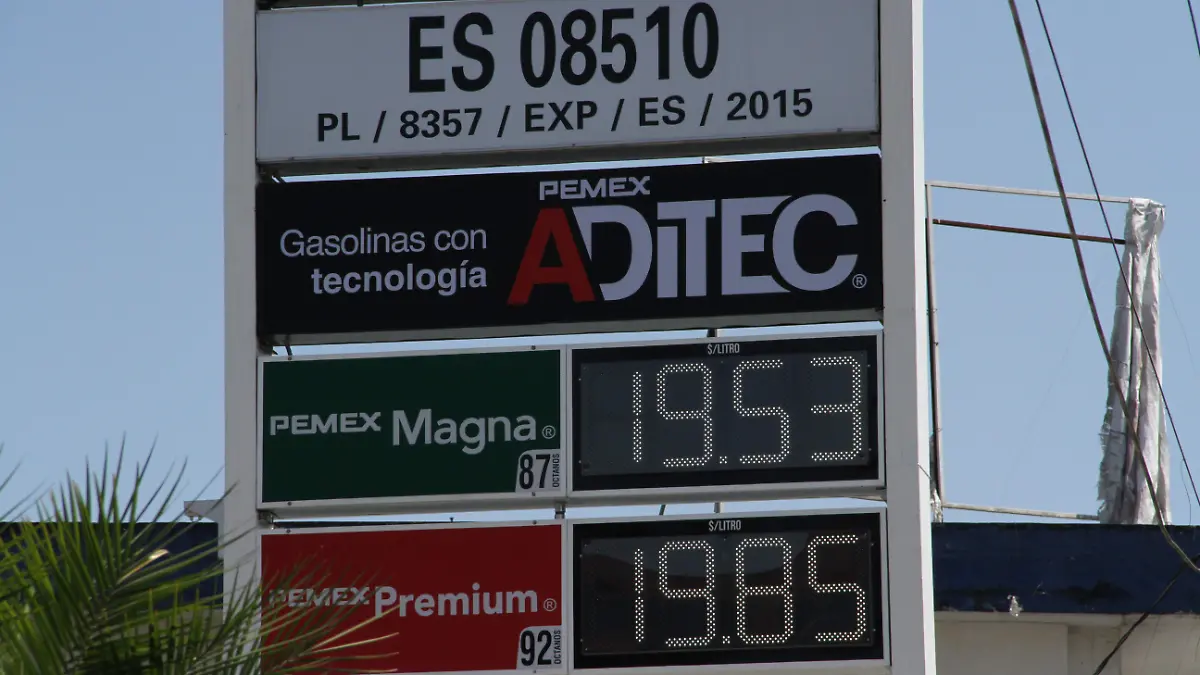 ES 08510
PL / 8357 / EXP / ES / 2015
PEMEX
Gasolinas con
tecnología
ADiTEC®
$/LITRO
PEMEX Magna®
87 OCTANOS
19.53
$/LITRO
PEMEX Premium®
92 OCTANOS
19.85